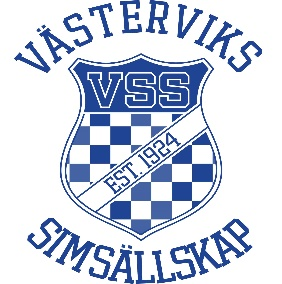 VÄSTERVIKS
VSS
EST. 1924
SIMSÄLLSKAP